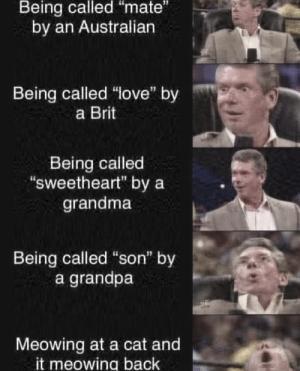 Being called “mate”
by an Australian
Being called “love” by
a Brit
Being called
“sweetheart” by a
grandma
Being called “son” by
a grandpa
Meowing at a cat and
it meowing back